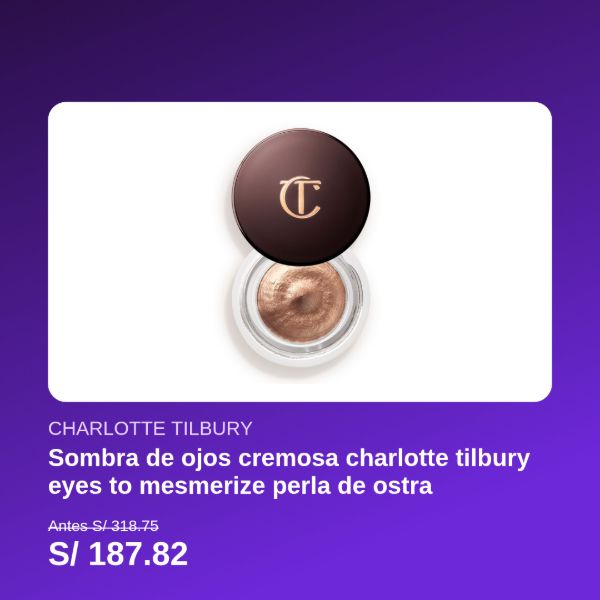 CT
CHARLOTTE TILBURY
Sombra de ojos cremosa charlotte tilbury
eyes to mesmerize perla de ostra
Antes S/ 318.75
S/ 187.82